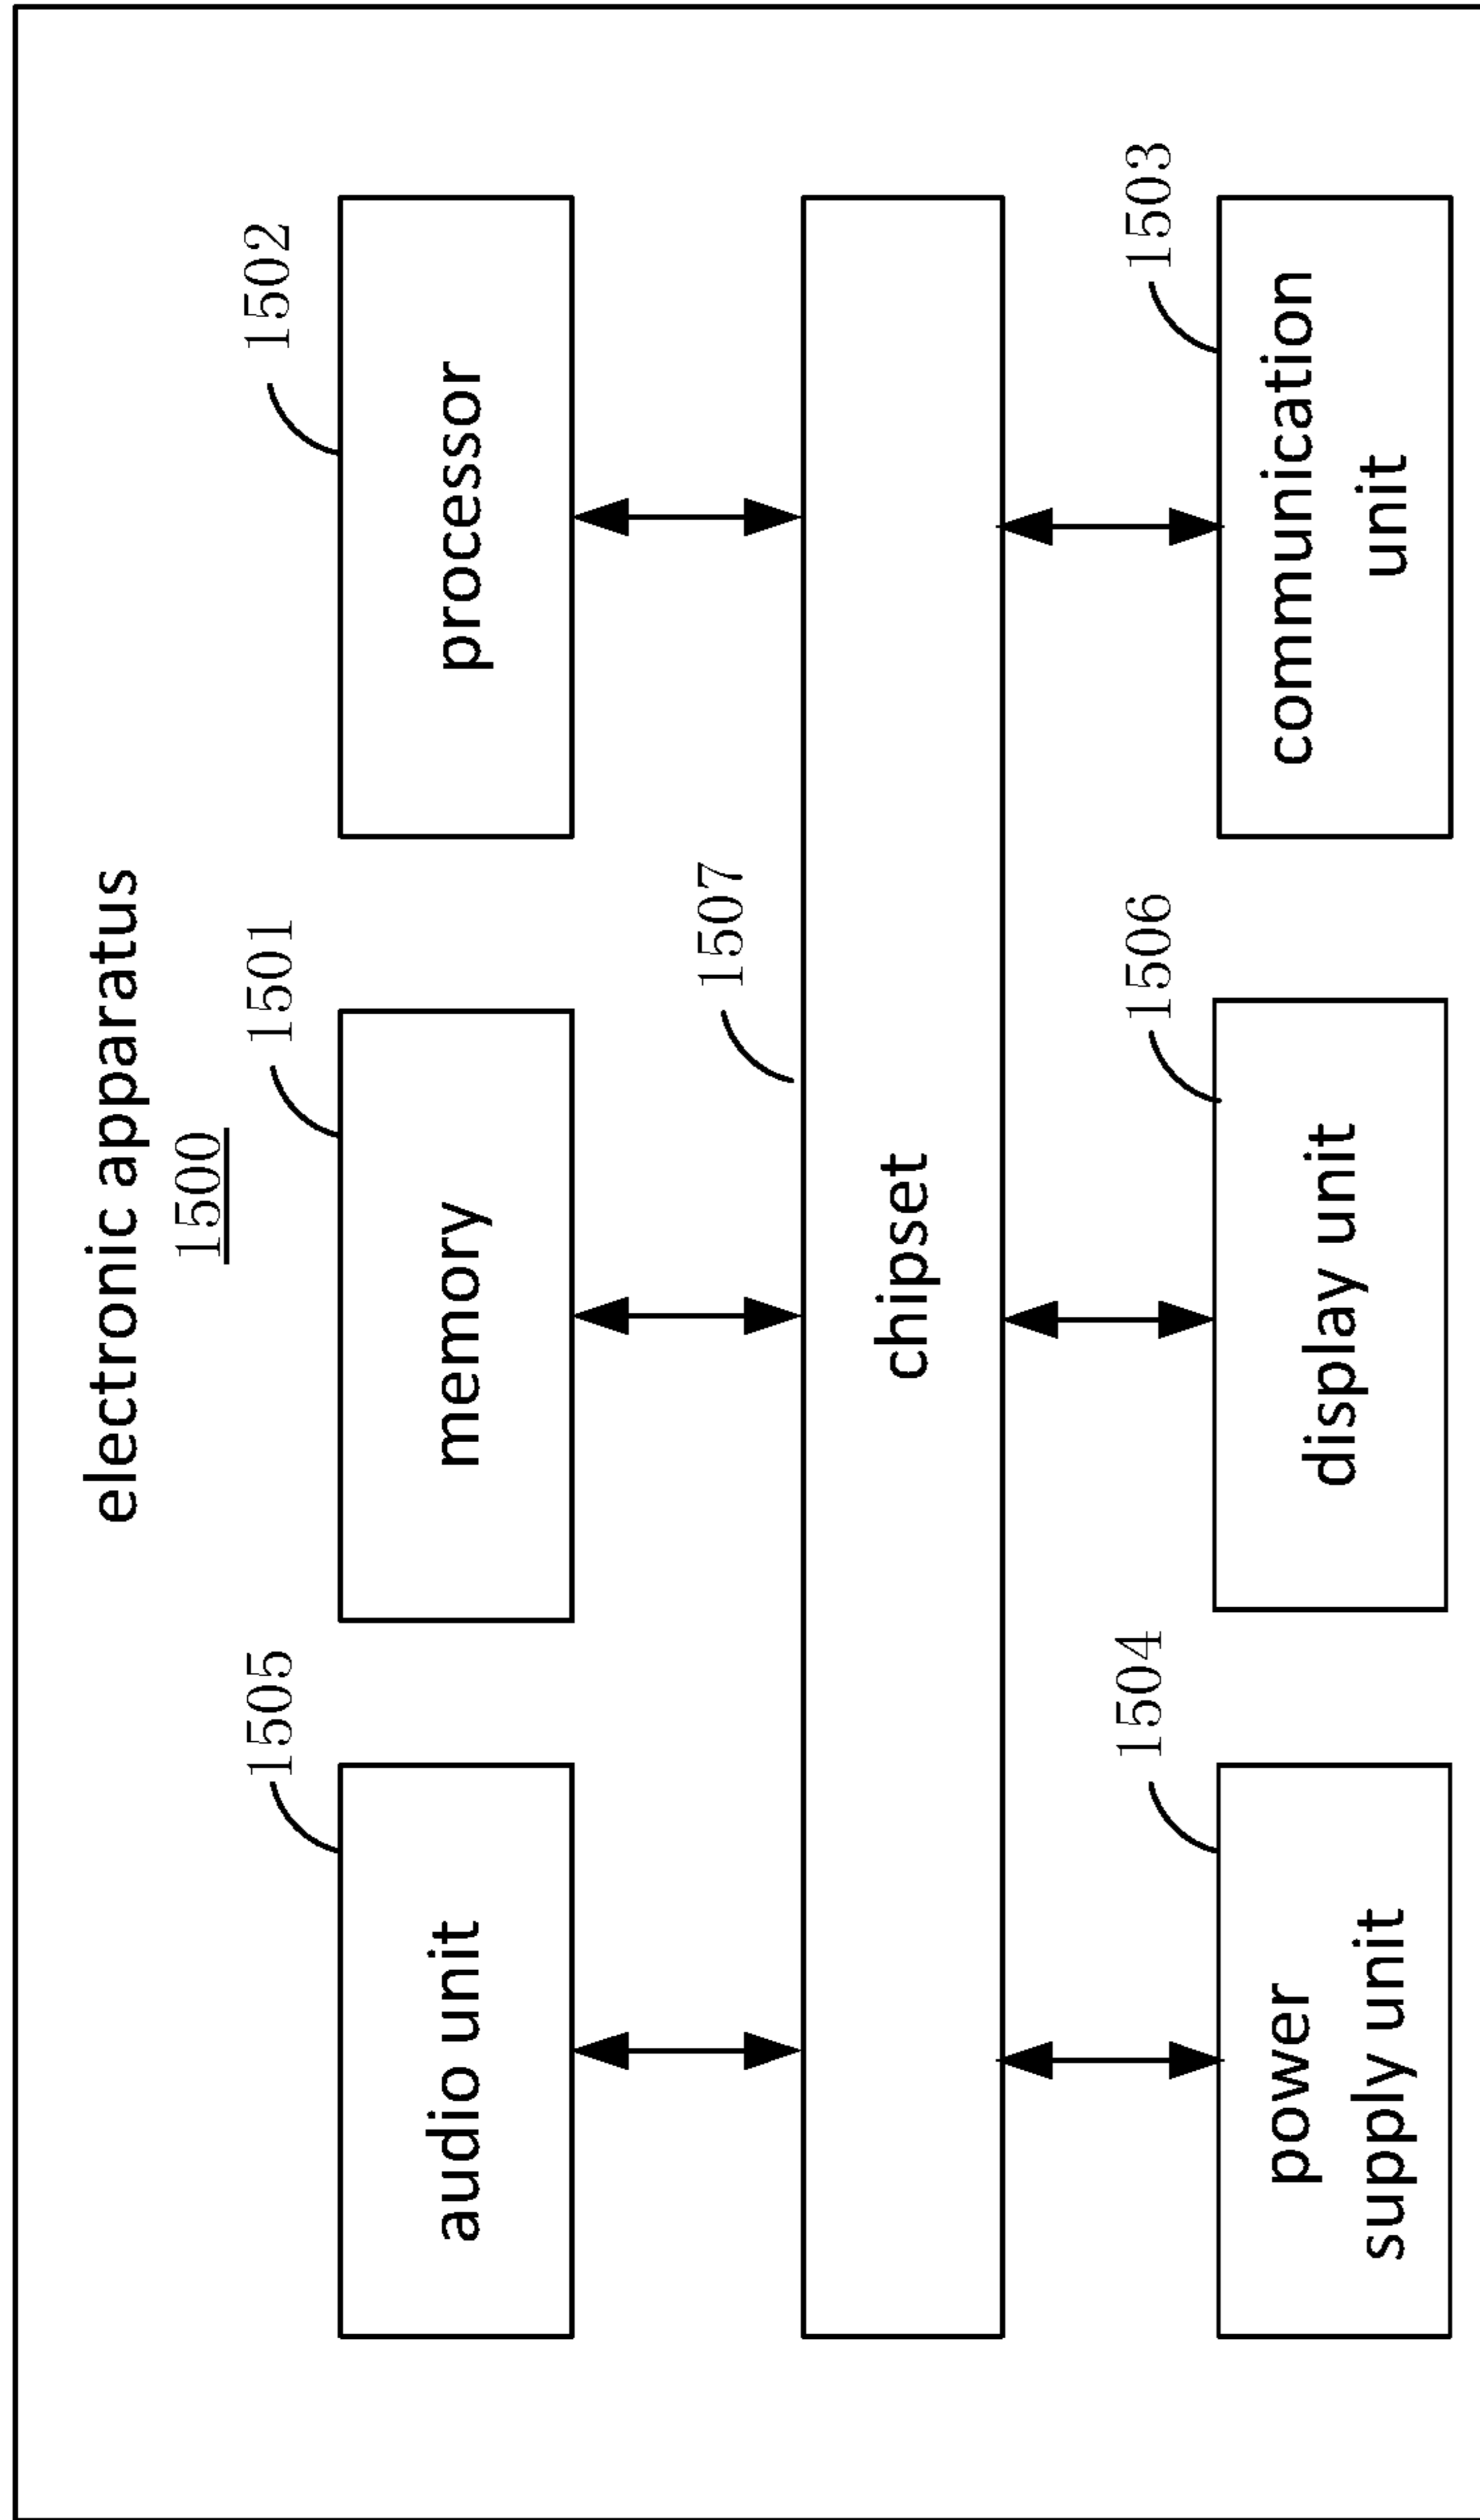 electronic apparatus
1500
1505
1501
1502
audio unit
memory
processor
1507
chipset
1504
1506
1503
power
supply unit
display unit
communication
unit